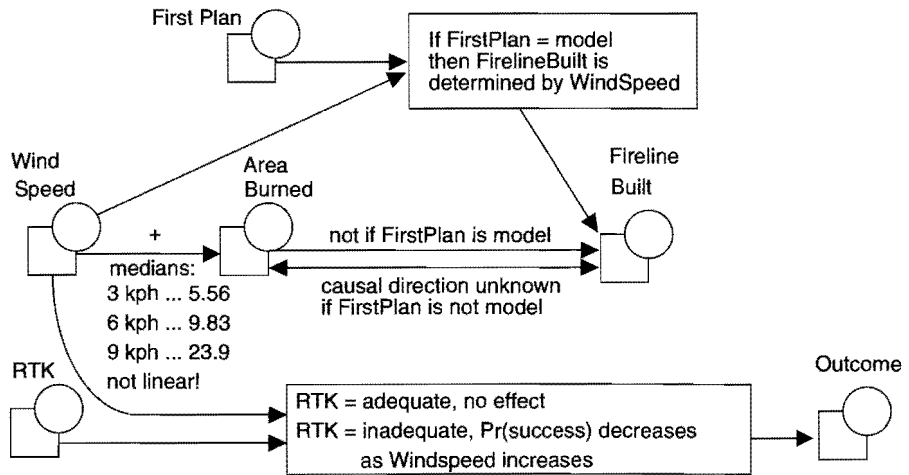 First Plan
If FirstPlan = model
then FirelineBuilt is
determined by WindSpeed
Wind
Speed
Area
Burned
Fireline
Built
+
not if FirstPlan is model
medians:
3 kph ... 5.56
6 kph ... 9.83
9 kph ... 23.9
not linear!
causal direction unknown
if FirstPlan is not model
RTK
Outcome
RTK = adequate, no effect
RTK = inadequate, Pr(success) decreases
as Windspeed increases